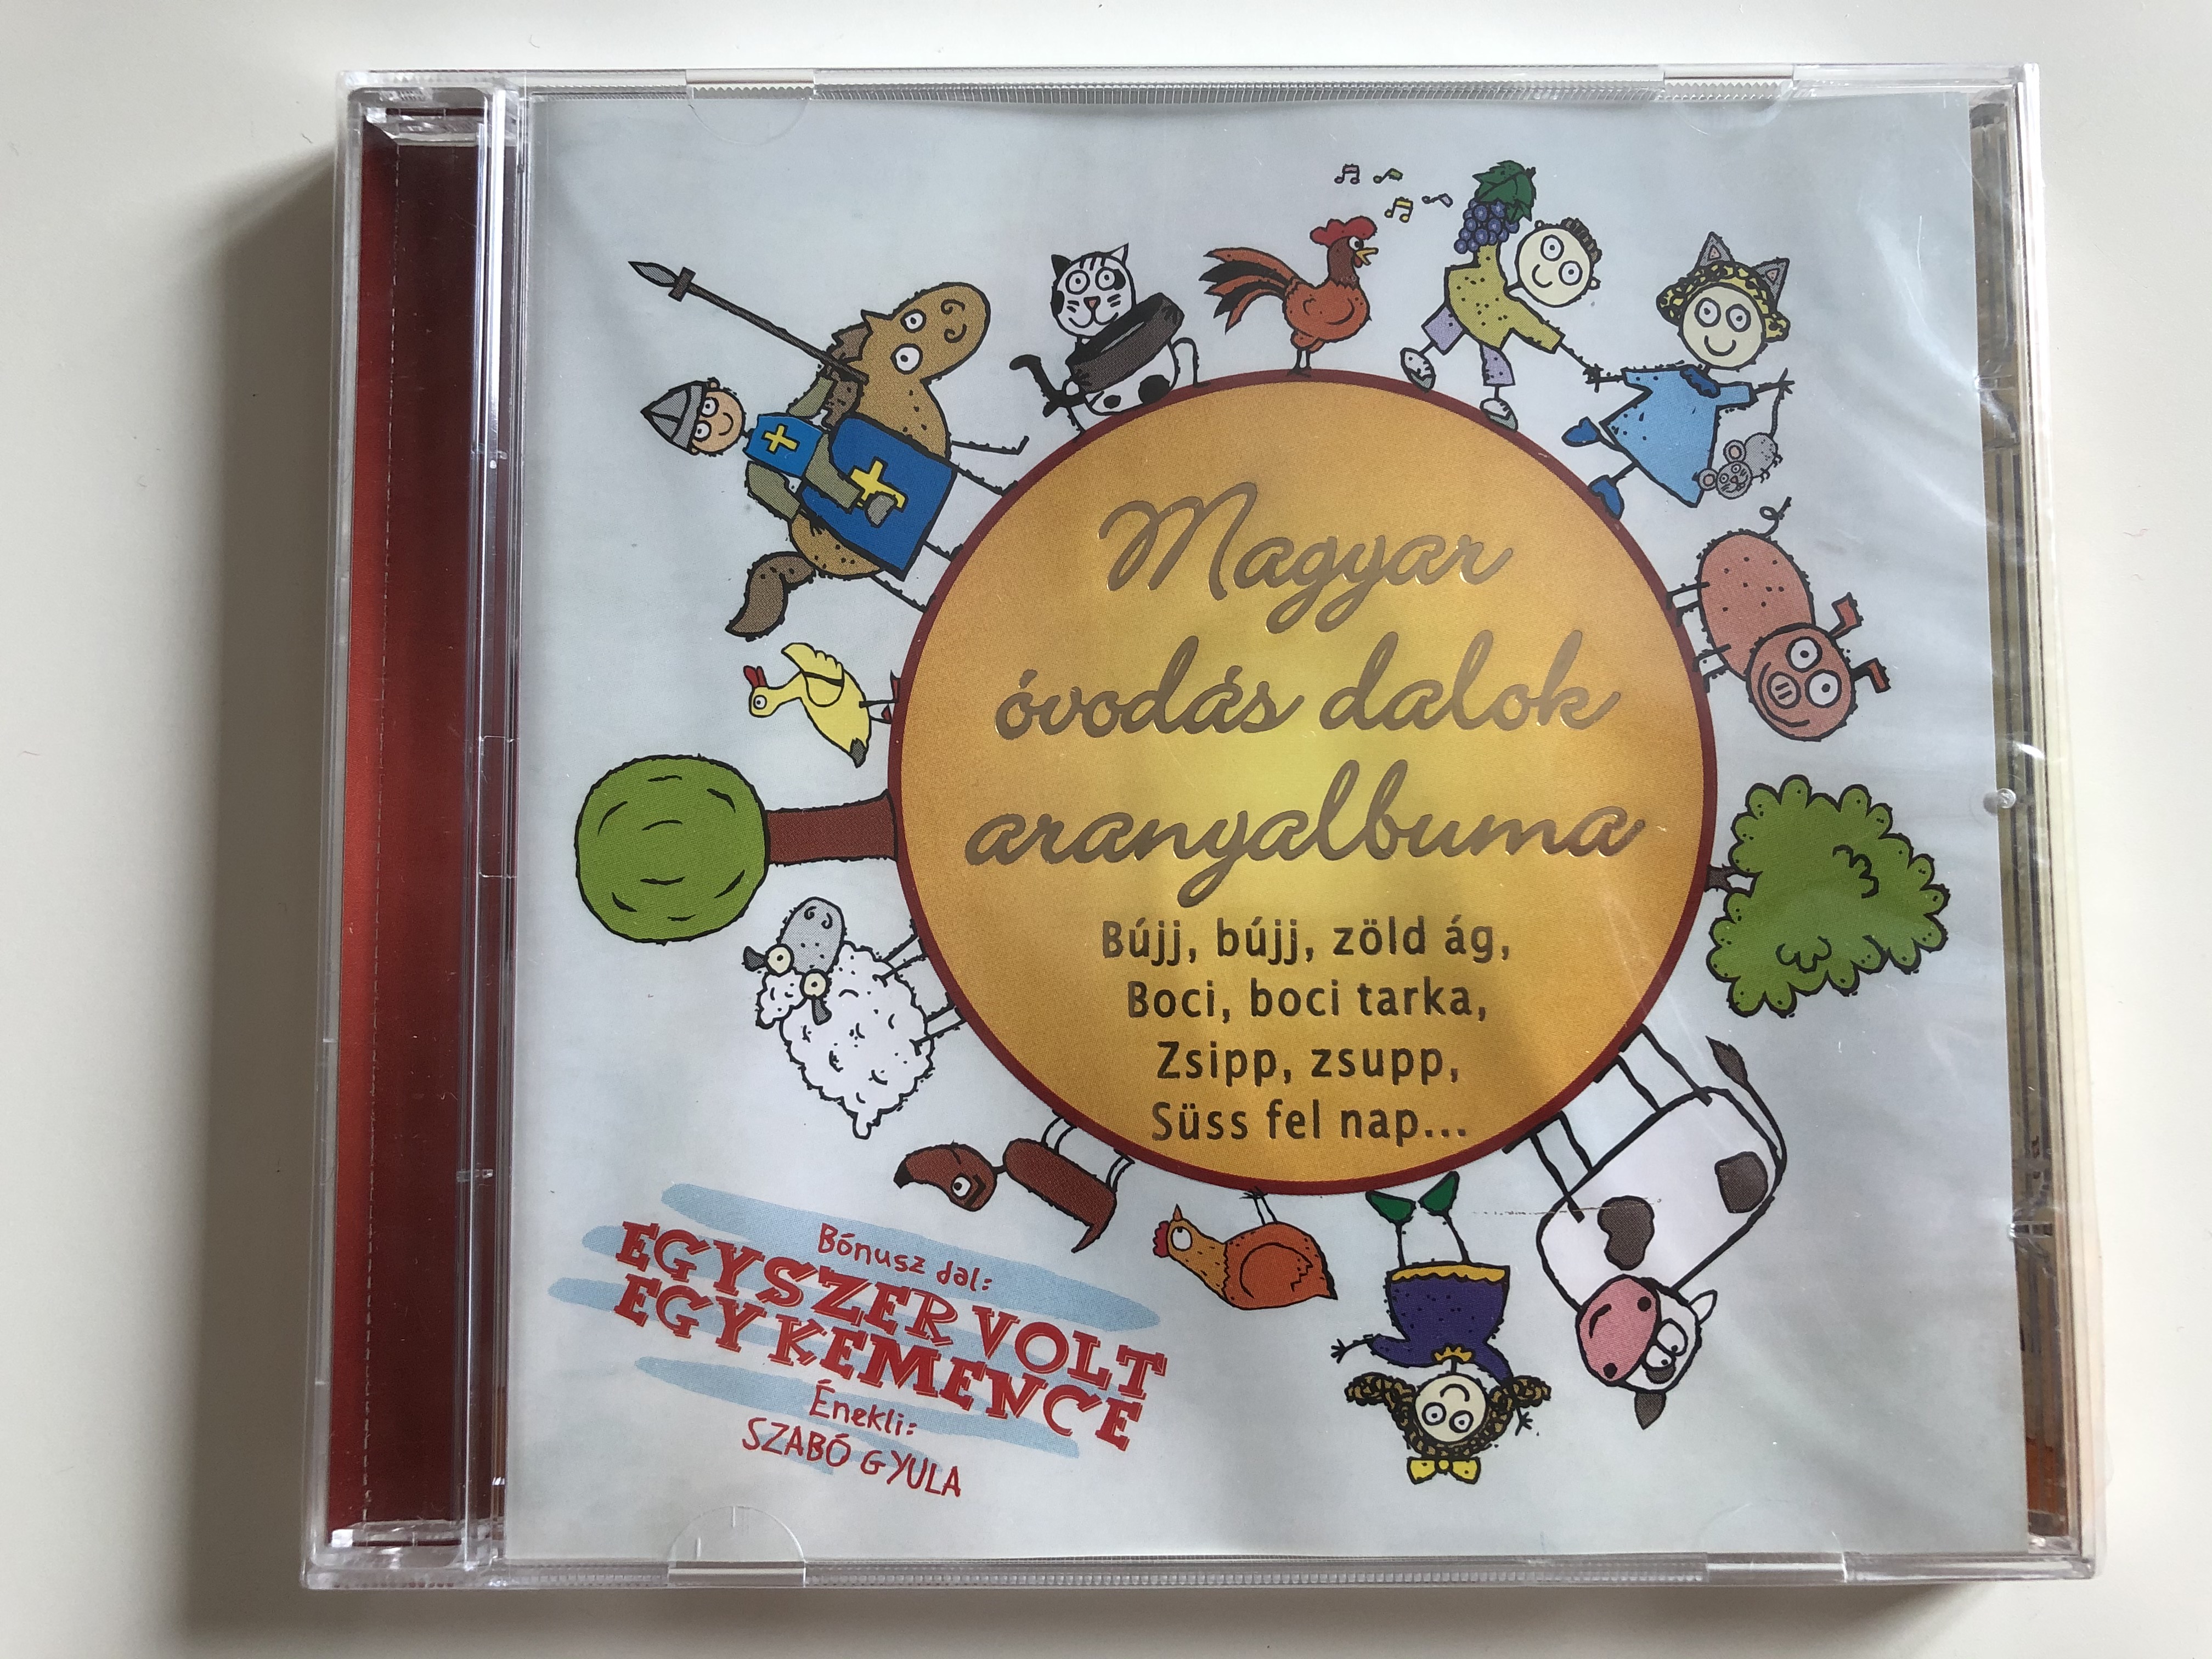 Magyar
óvodás dalok
aranyalbuma
Bújj, bújj, zöld ág,
Boci, boci tarka,
Zsipp, zsupp,
Süss fel nap...
Bónusz dal:
EGYSZER VOLT
EGY KEMENCE
Énekli:
SZABÓ GYULA